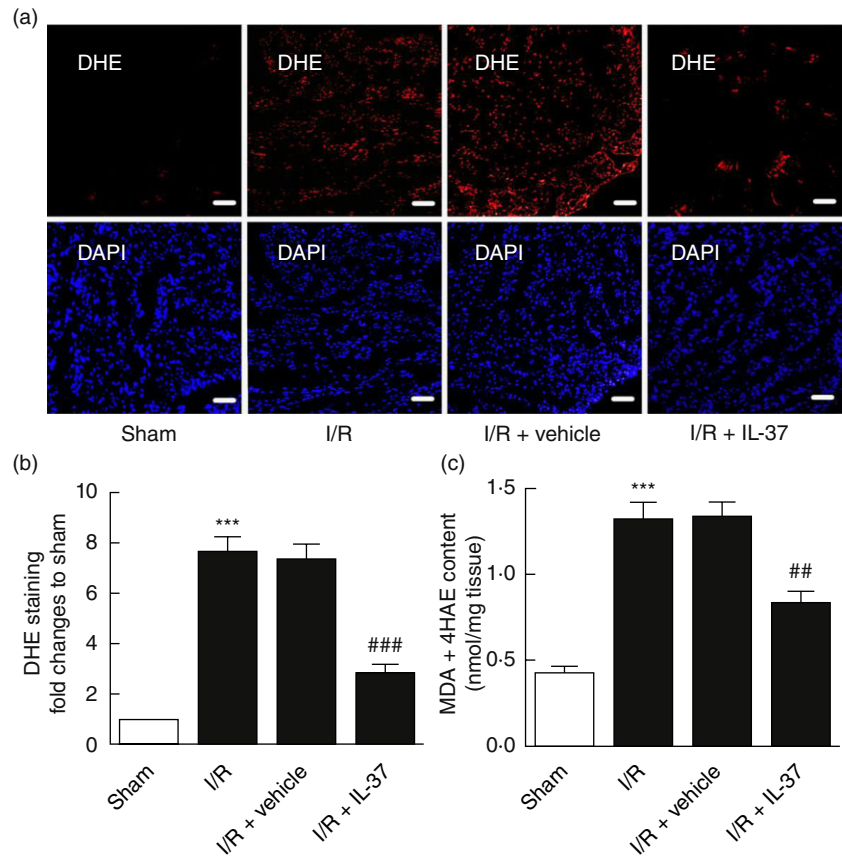 (a)
DHE DHE DHE DHE
DAPI DAPI DAPI DAPI
Sham I/R I/R + vehicle I/R + IL-37
(b)
DHE staining
fold changes to sham
10
8
6
4
2
0
***
###
Sham I/R I/R + vehicle I/R + IL-37
(c)
MDA + 4HAE content
(nmol/mg tissue)
1·5
1·0
0·5
0·0
***
##
Sham I/R I/R + vehicle I/R + IL-37